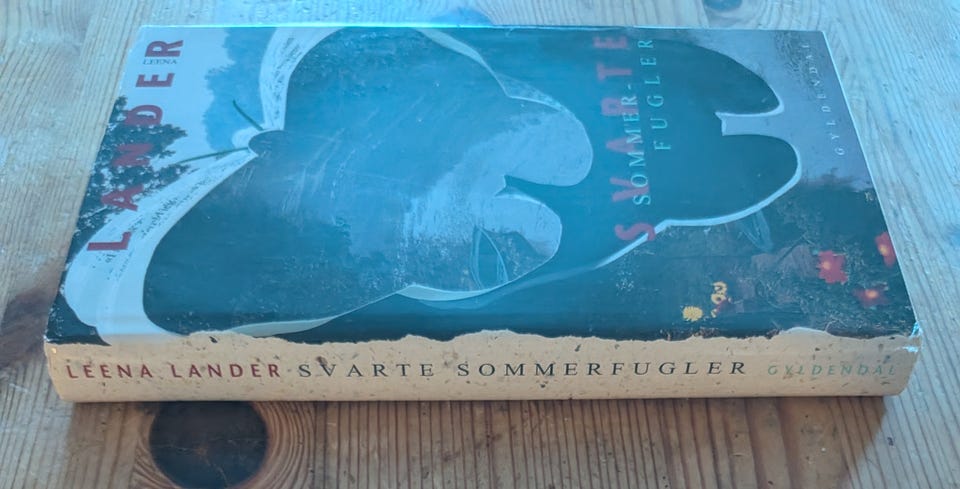 LEENA
LANDER
SVARTE
SOMMER-
FUGLER
GYLDENDAL
LEENA LANDER SVARTE SOMMERFUGLER GYLDENDAL